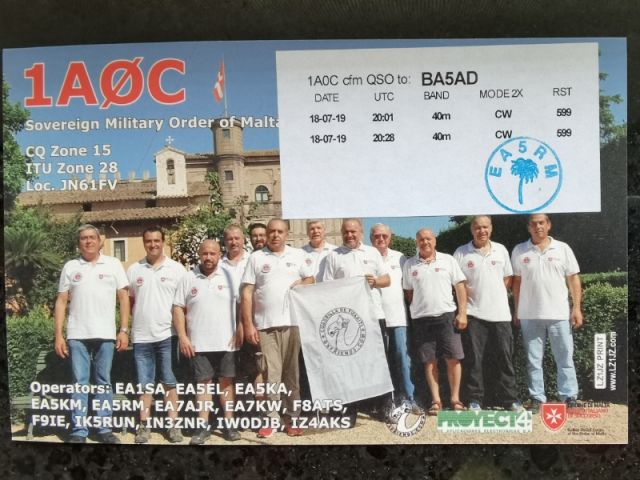 1AØC
Sovereign Military Order of Malta
CQ Zone 15
ITU Zone 28
Loc. JN61FV
1A0C cfm QSO to: BA5AD
DATE UTC BAND MODE 2X RST
18-07-19 20:01 40m CW 599
18-07-19 20:28 40m CW 599
EA5RM
Operators: EA1SA, EA5EL, EA5KA,
EA5KM, EA5RM, EA7AJR, EA7KW, F8ATS,
F9IE, IK5RUN, IN3ZNR, IW0DJB, IZ4AKS
PROYECT4
LZ1JZ PRINT
www.LZ1JZ.com